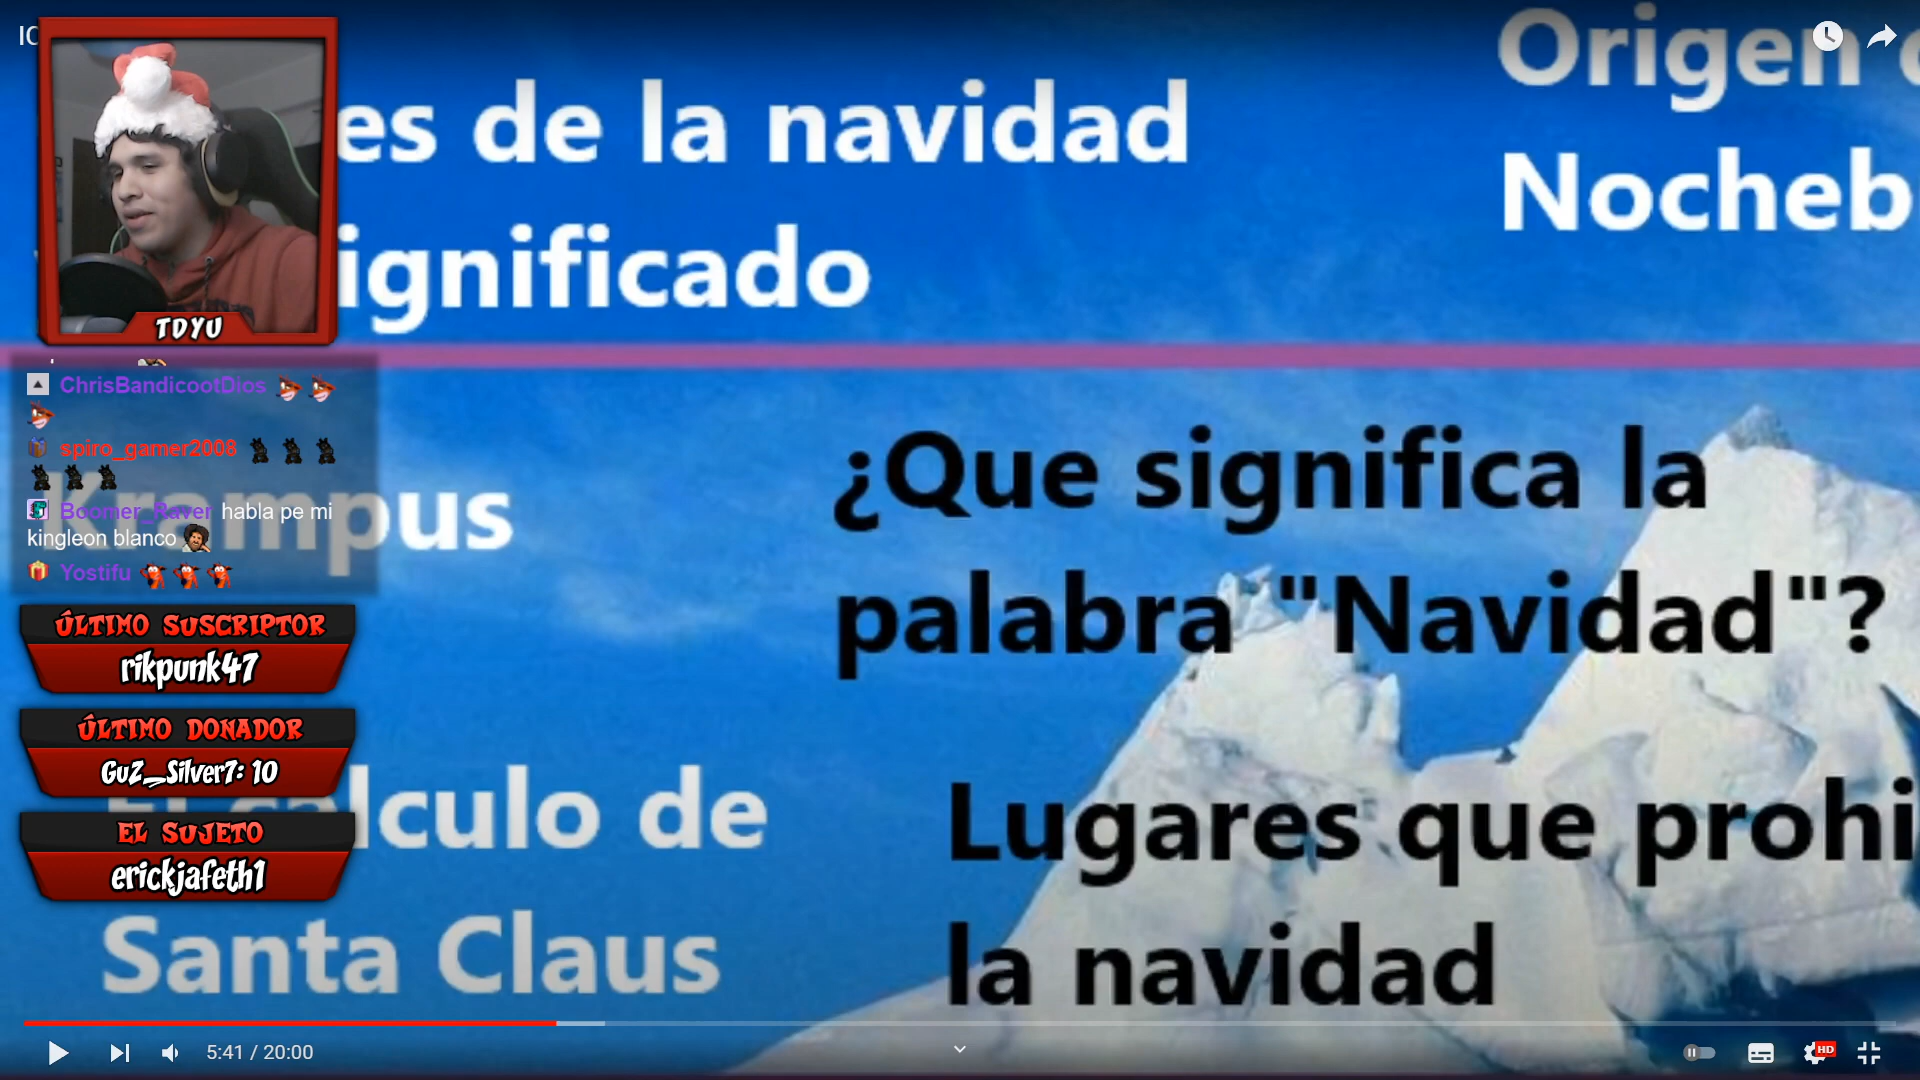 IC
es de la navidad
ignificado
Origen
Nocheb
TDYU
ChrisBandicootDios
spiro_gamer2008
Boomer_Raver habla pe mi
kingleon blanco
Yostifu
Krampus
¿Que significa la
palabra "Navidad"?
ÚLTIMO SUSCRIPTOR
rikpunk47
ÚLTIMO DONADOR
GuZ_Silver7: 10
EL SUJETO
erickjafeth1
El calculo de
Santa Claus
Lugares que prohi
la navidad
5:41 / 20:00
HD